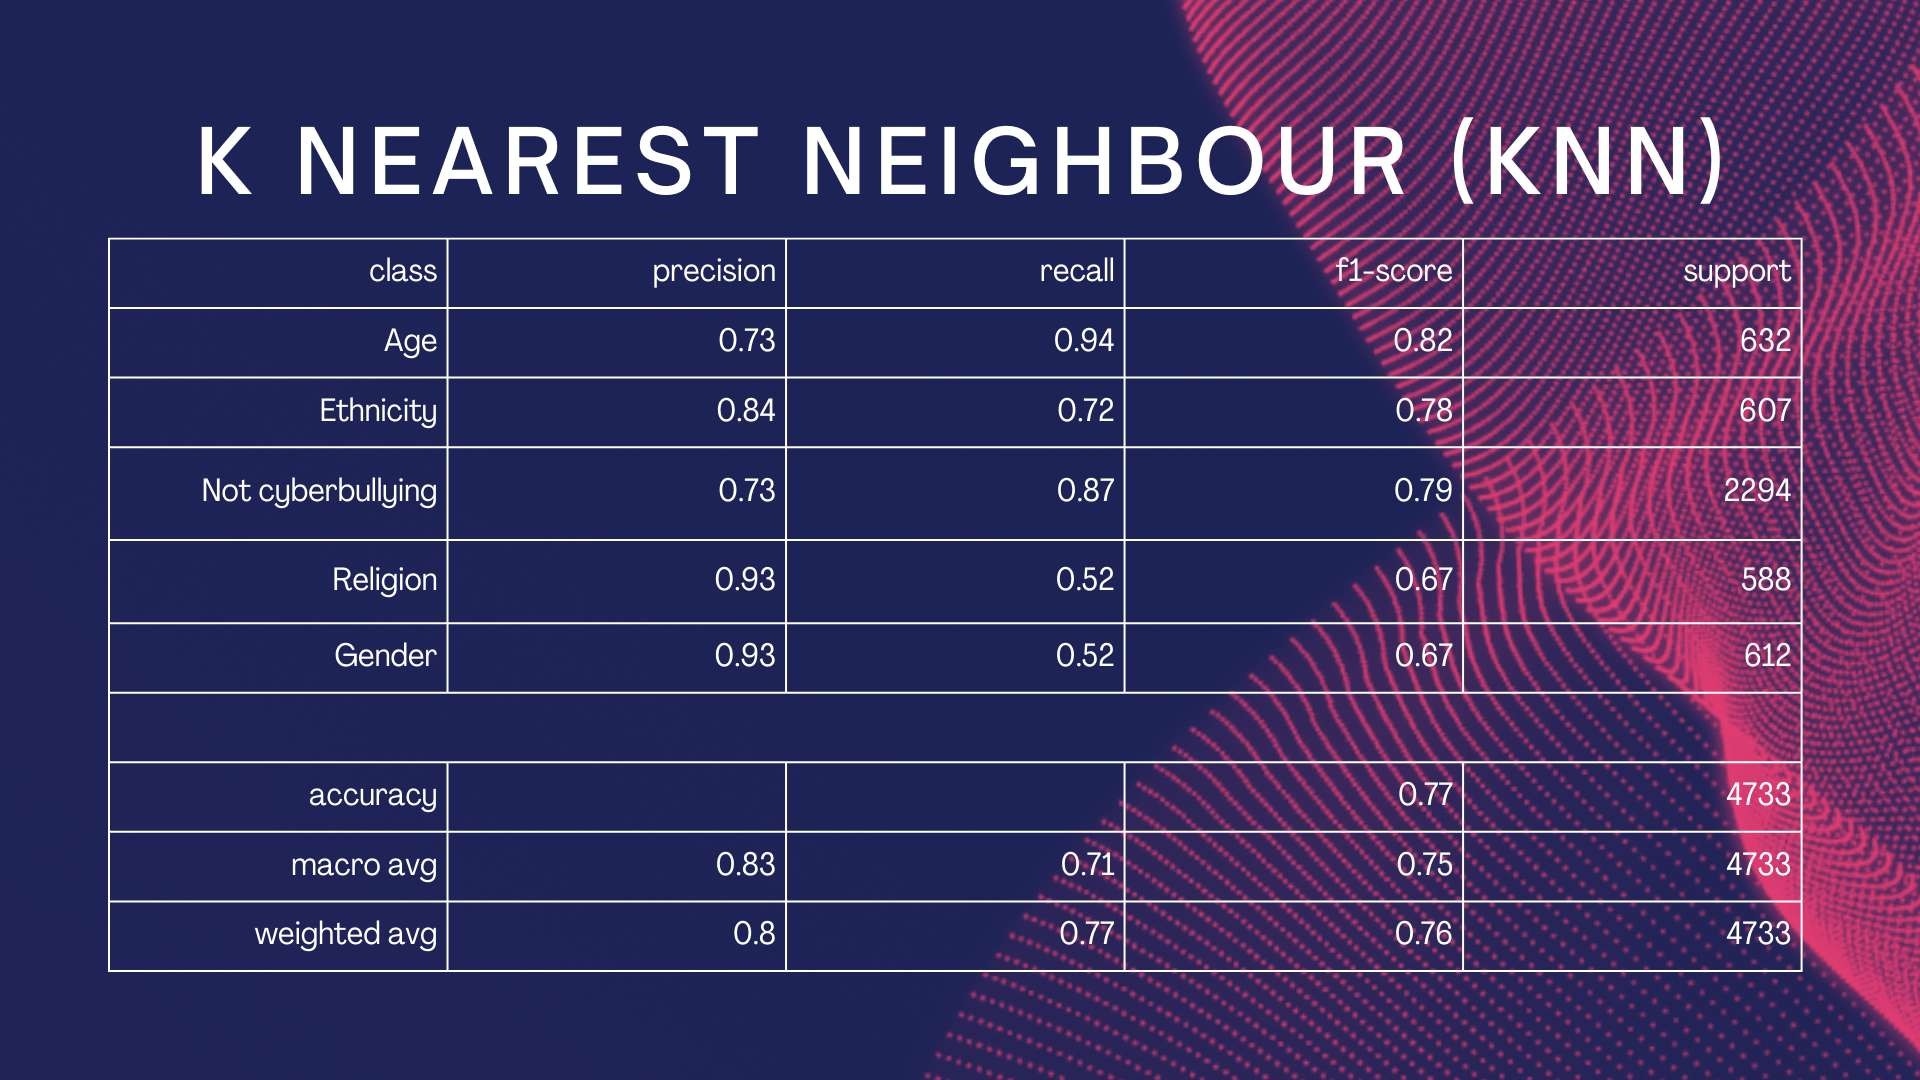 K NEAREST NEIGHBOUR (KNN)
class precision recall f1-score support
Age 0.73 0.94 0.82 632
Ethnicity 0.84 0.72 0.78 607
Not cyberbullying 0.73 0.87 0.79 2294
Religion 0.93 0.52 0.67 588
Gender 0.93 0.52 0.67 612
accuracy 0.77 4733
macro avg 0.83 0.71 0.75 4733
weighted avg 0.8 0.77 0.76 4733